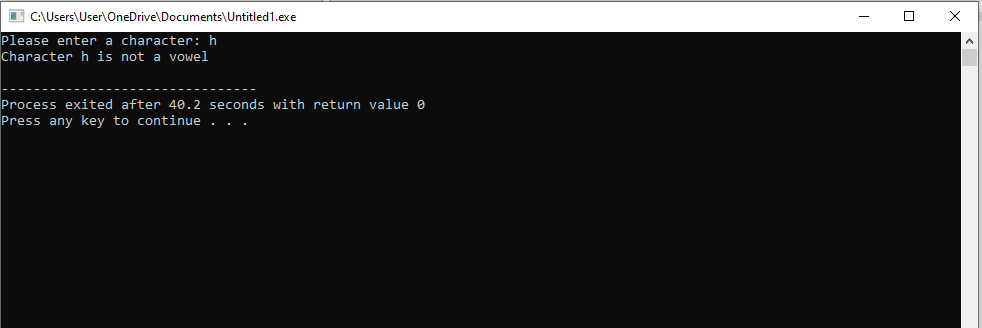 C:\Users\User\OneDrive\Documents\Untitled1.exe
Please enter a character: h
Character h is not a vowel
--------------------------------
Process exited after 40.2 seconds with return value 0
Press any key to continue . . .